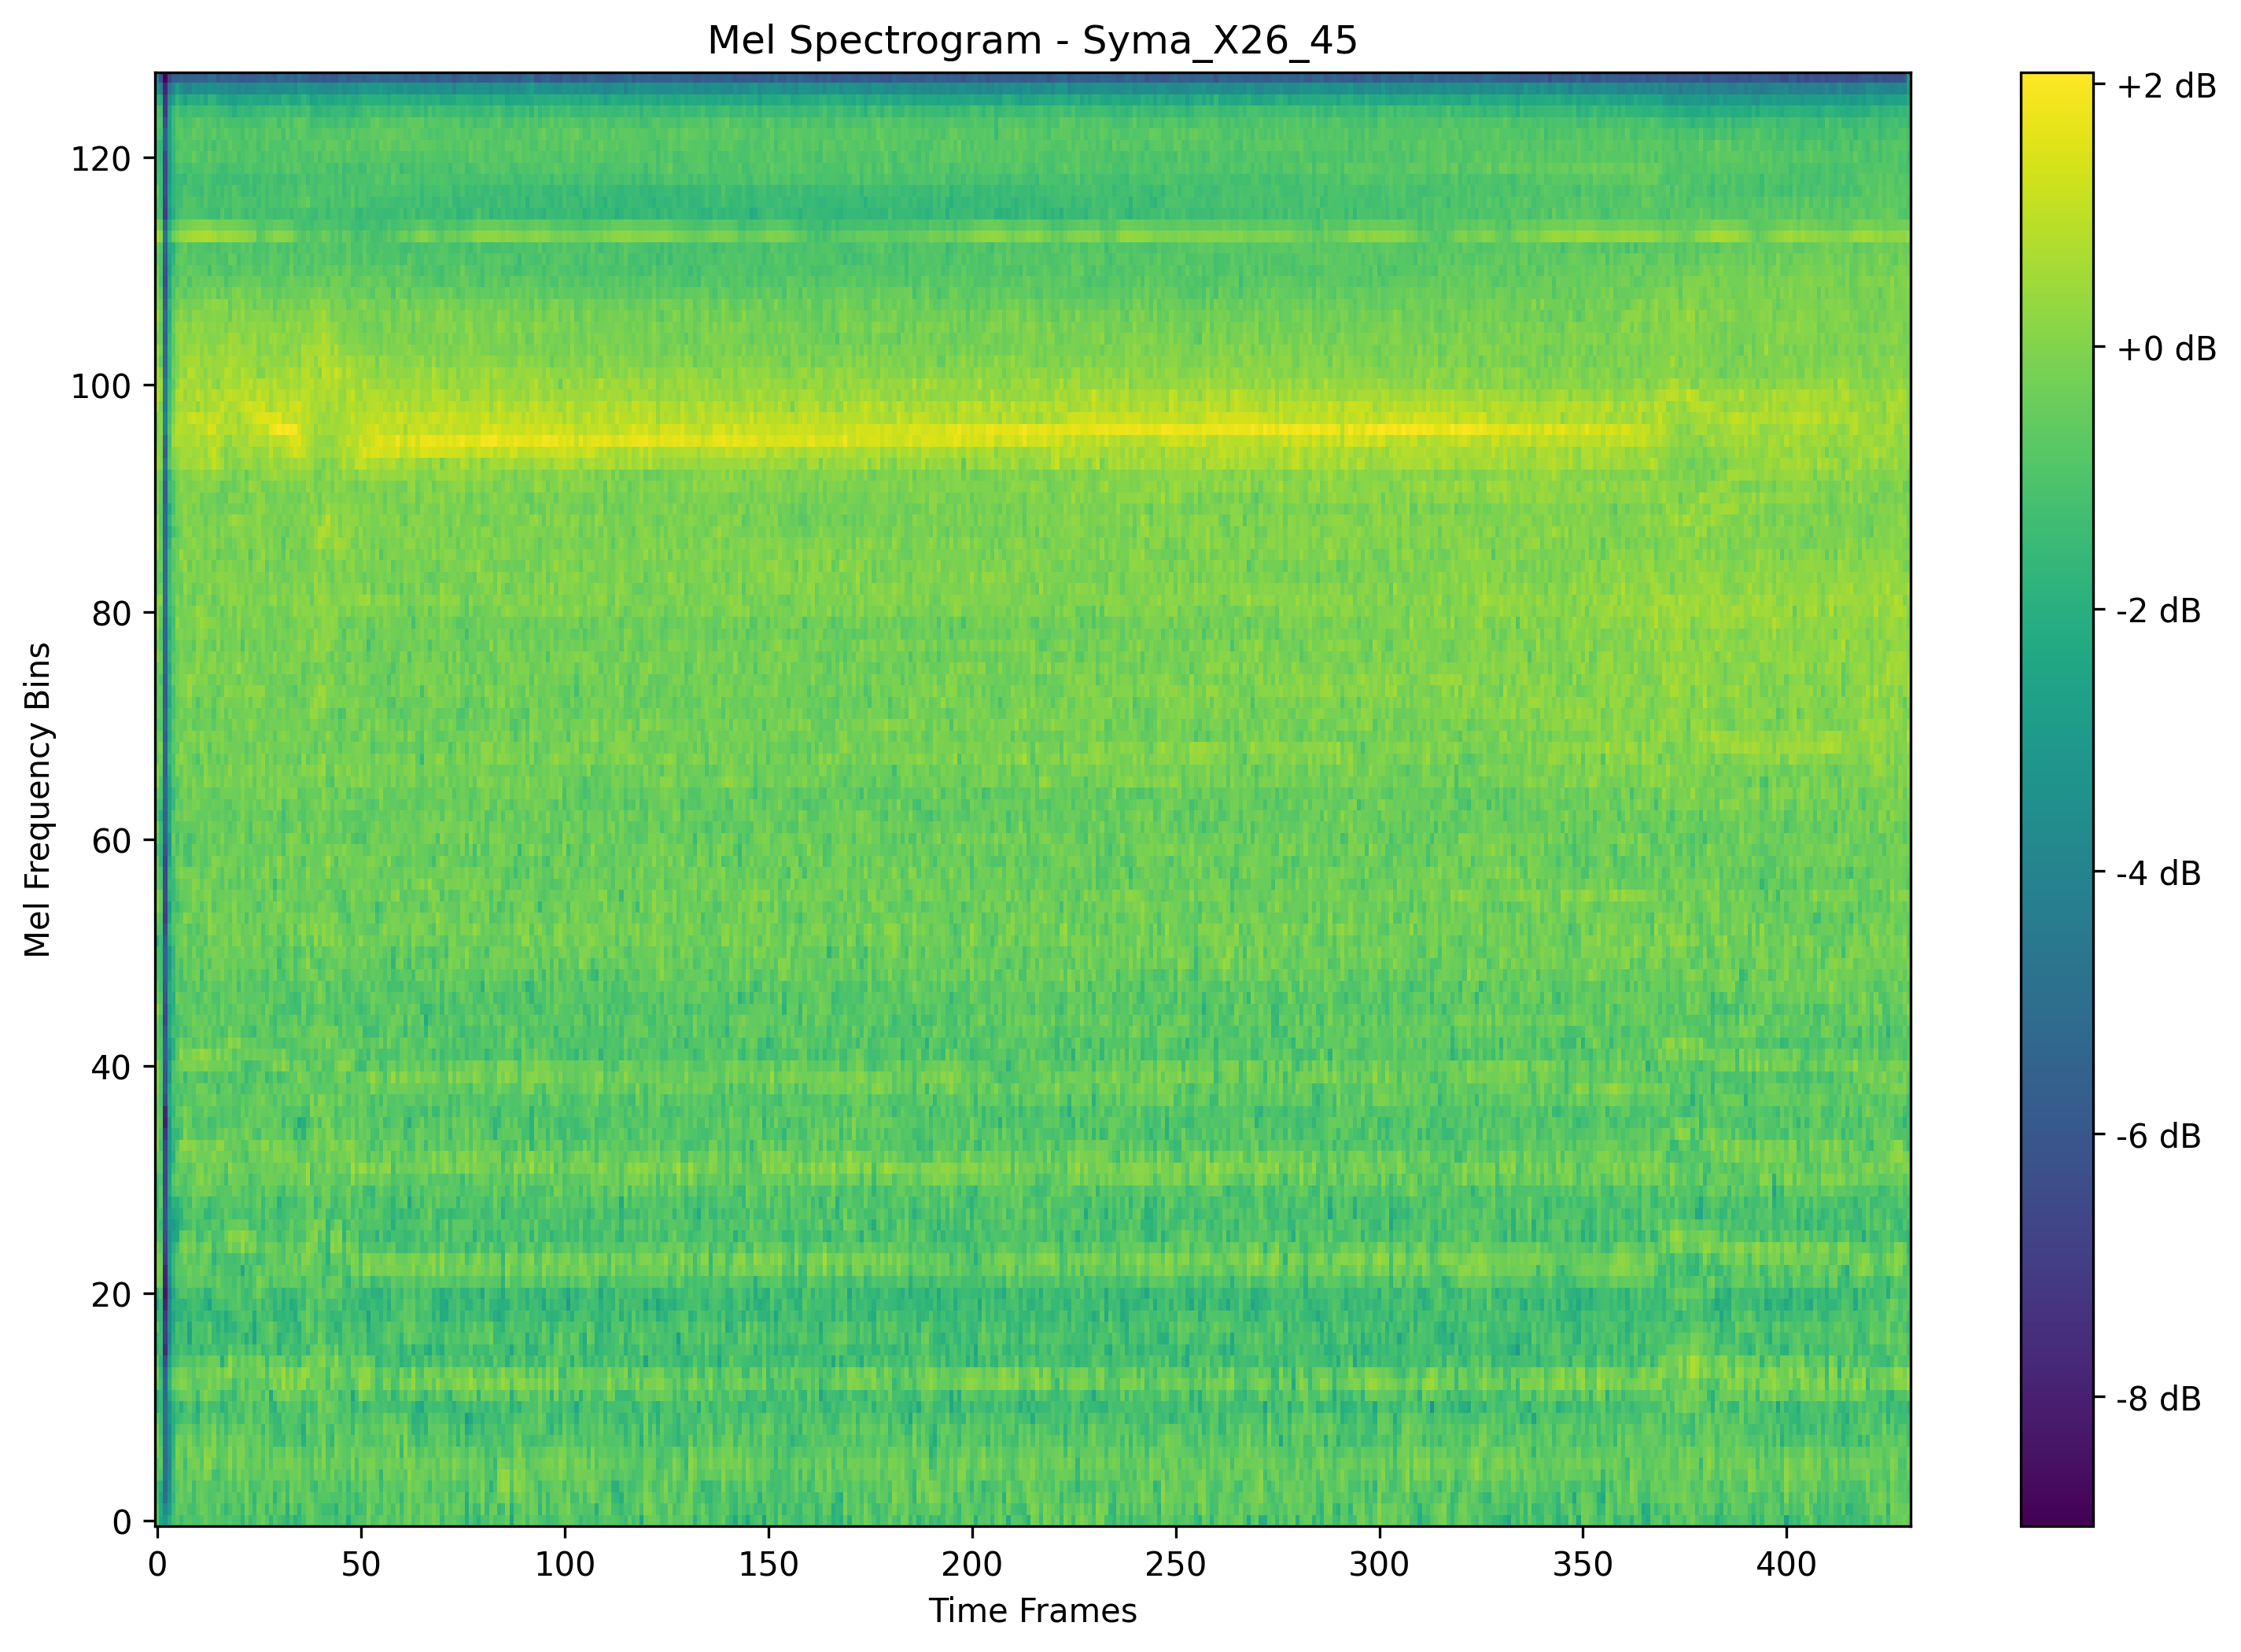 Mel Spectrogram - Syma_X26_45
Mel Frequency Bins
120
100
80
60
40
20
0
0 50 100 150 200 250 300 350 400
Time Frames
+2 dB
+0 dB
-2 dB
-4 dB
-6 dB
-8 dB